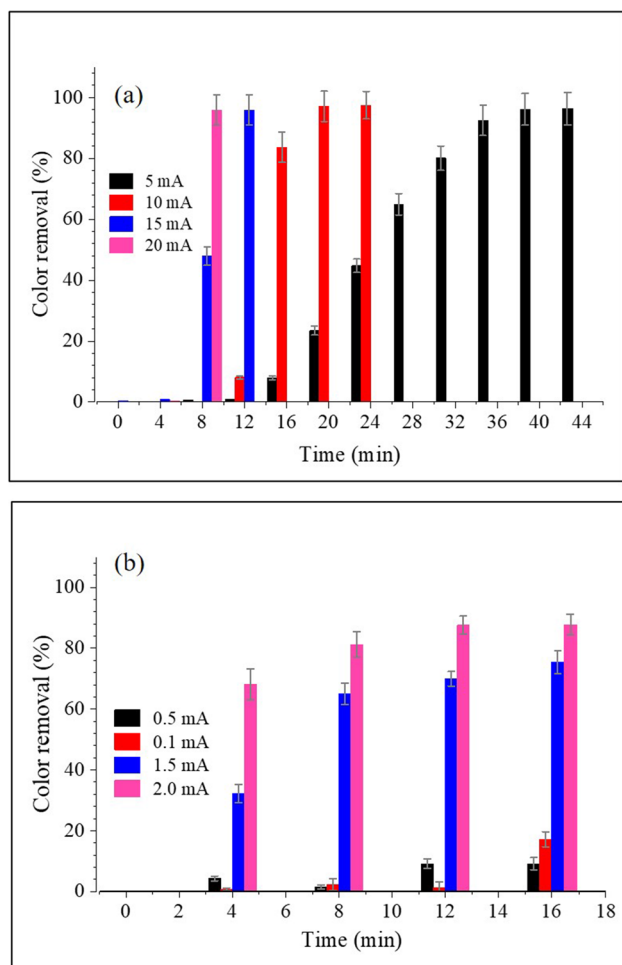 (a)
100
80
60
40
20
0
Color removal (%)
5 mA
10 mA
15 mA
20 mA
0 4 8 12 16 20 24 28 32 36 40 44
Time (min)
(b)
100
80
60
40
20
0
Color removal (%)
0.5 mA
0.1 mA
1.5 mA
2.0 mA
0 2 4 6 8 10 12 14 16 18
Time (min)